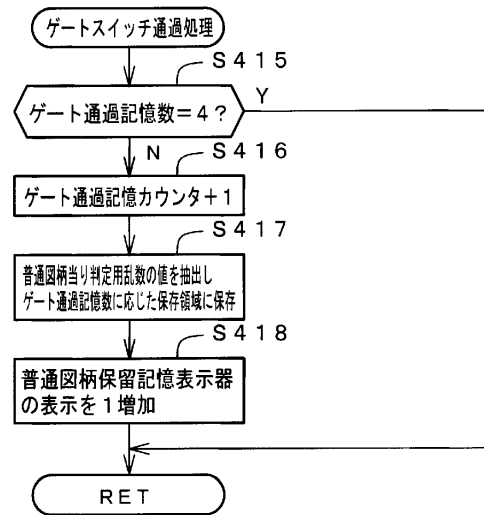 ゲートスイッチ通過処理
S415
ゲート通過記憶数=4?
Y
N
S416
ゲート通過記憶カウンタ+1
S417
普通図柄当り判定用乱数の値を抽出し
ゲート通過記憶数に応じた保存領域に保存
S418
普通図柄保留記憶表示器
の表示を1増加
RET